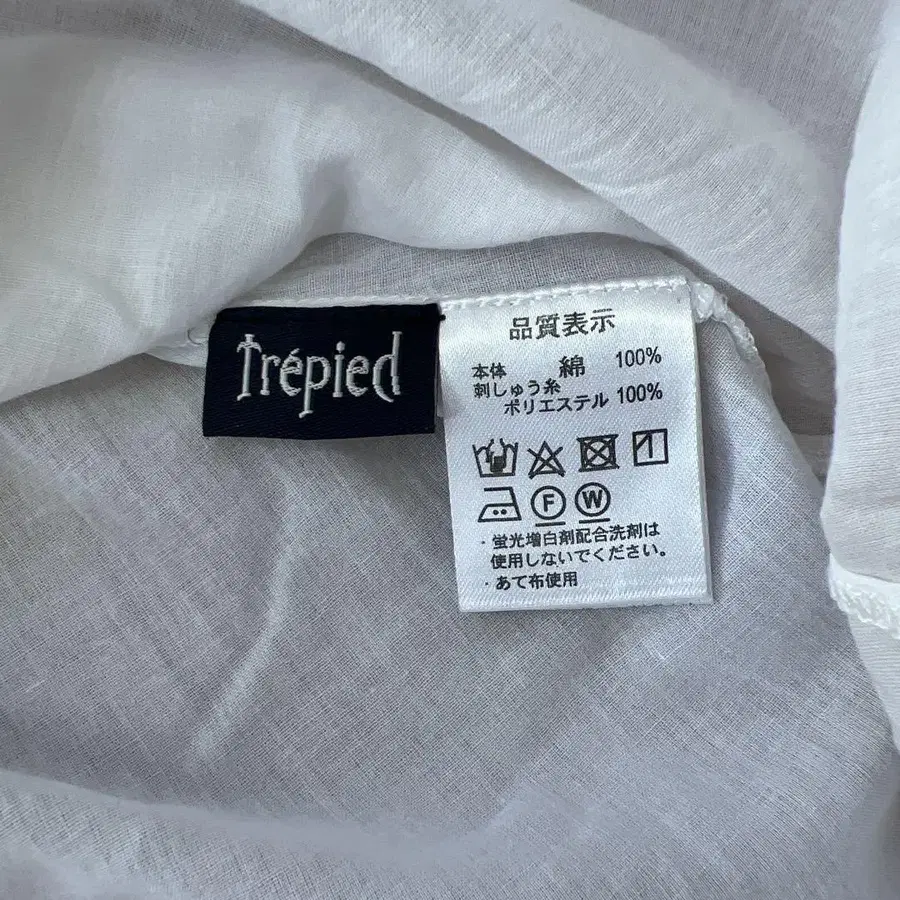 Trépied
品質表示
本体 綿 100%
刺しゅう糸
ポリエステル 100%
F W
・蛍光増白剤配合洗剤は
使用しないでください。
・あて布使用